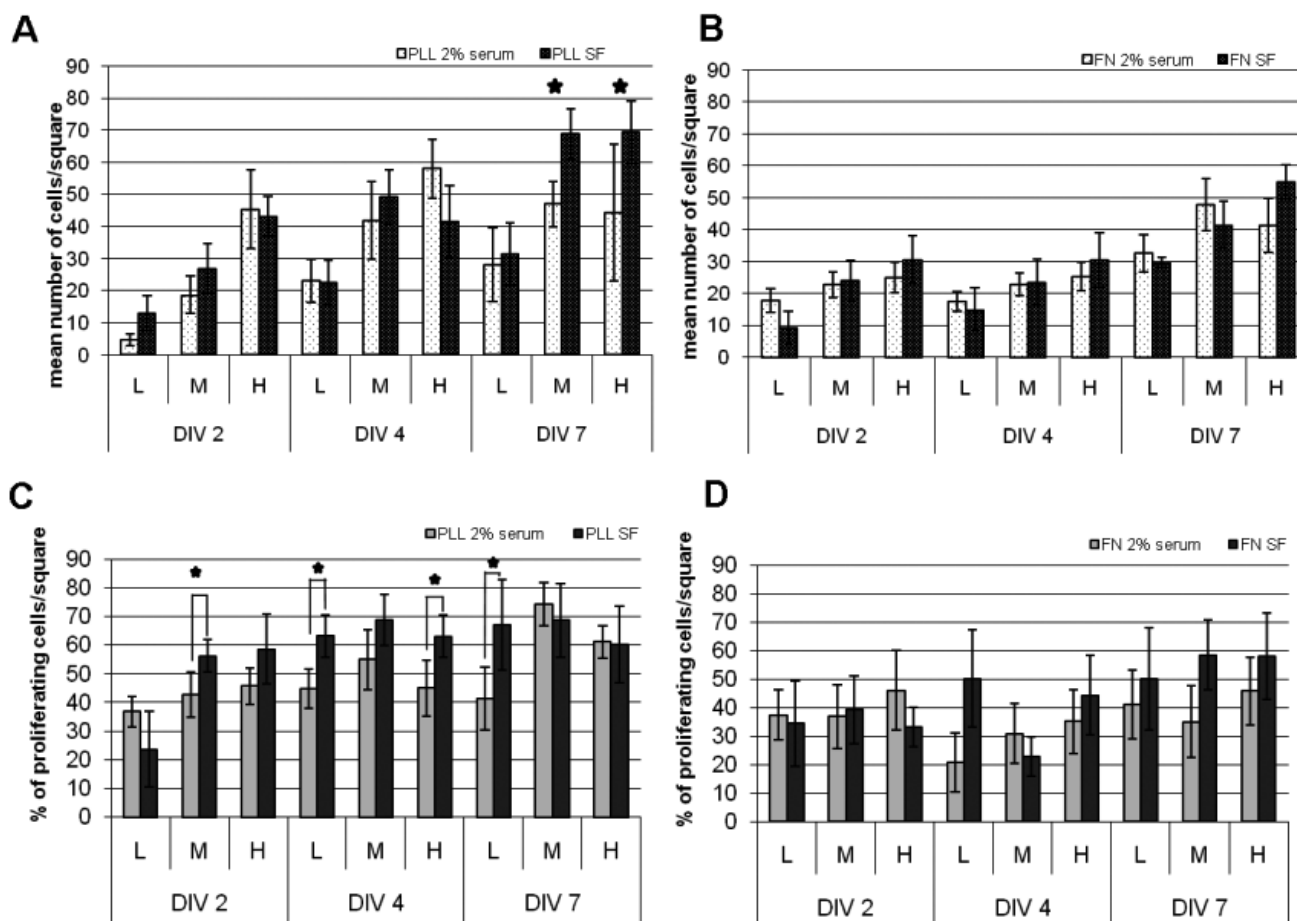 A
PLL 2% serum PLL SF
mean number of cells/square
90
80
70
60
50
40
30
20
10
0
L M H L M H L M H
DIV 2 DIV 4 DIV 7
B
FN 2% serum FN SF
mean number of cells/square
90
80
70
60
50
40
30
20
10
0
L M H L M H L M H
DIV 2 DIV 4 DIV 7
C
PLL 2% serum PLL SF
% of proliferating cells/square
90
80
70
60
50
40
30
20
10
0
L M H L M H L M H
DIV 2 DIV 4 DIV 7
D
FN 2% serum FN SF
% of proliferating cells/square
90
80
70
60
50
40
30
20
10
0
L M H L M H L M H
DIV 2 DIV 4 DIV 7